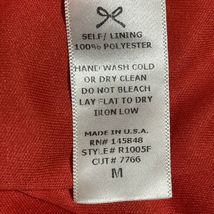 SELF/ LINING
100% POLYESTER
HAND WASH COLD
OR DRY CLEAN
DO NOT BLEACH
LAY FLAT TO DRY
IRON LOW
MADE IN U.S.A.
RN# 145848
STYLE# R1005F
CUT# 7766
M